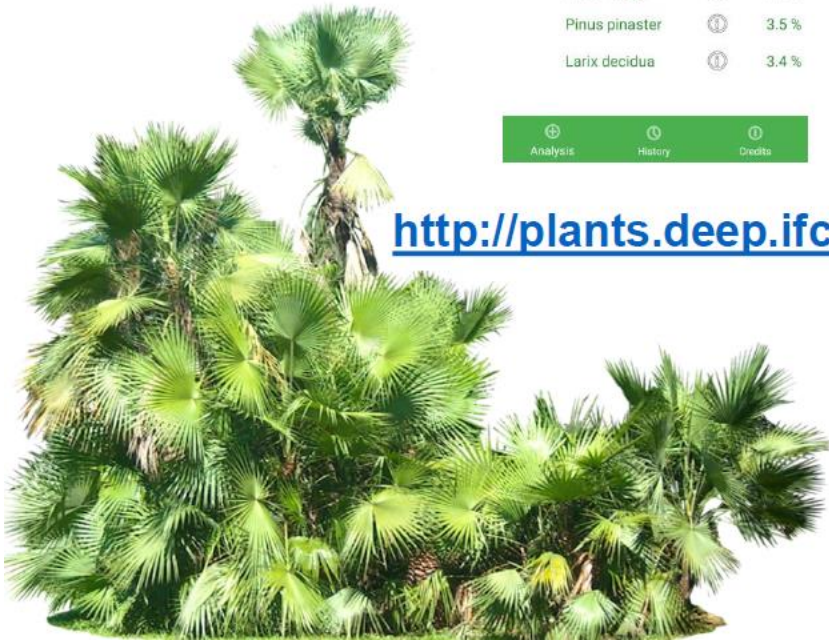 Pinus pinaster 3.5 %
Larix decidua 3.4 %
Analysis History Credits
http://plants.deep.ifc